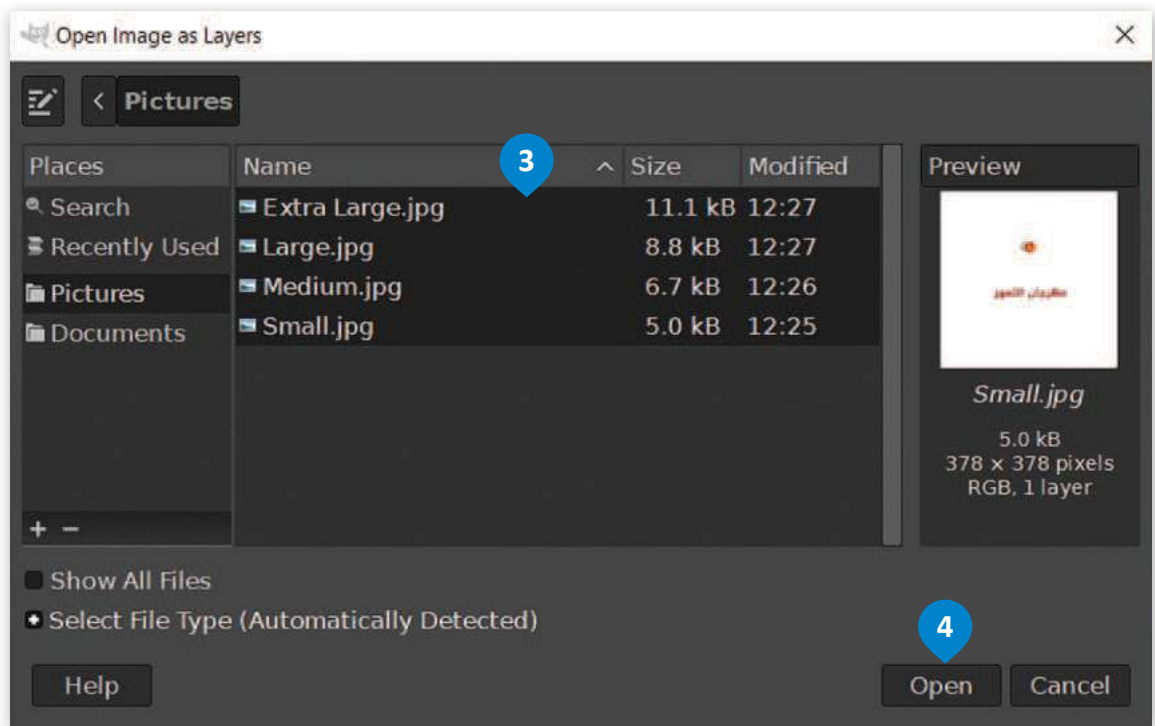 Open Image as Layers
Pictures
3
Places
Name
Size
Modified
Preview
Search
Extra Large.jpg 11.1 kB 12:27
Recently Used
Large.jpg 8.8 kB 12:27
Pictures
Medium.jpg 6.7 kB 12:26
Documents
Small.jpg 5.0 kB 12:25
مهرجان التمور
Small.jpg
5.0 kB
378 × 378 pixels
RGB, 1 layer
+ −
Show All Files
Select File Type (Automatically Detected)
4
Help
Open
Cancel